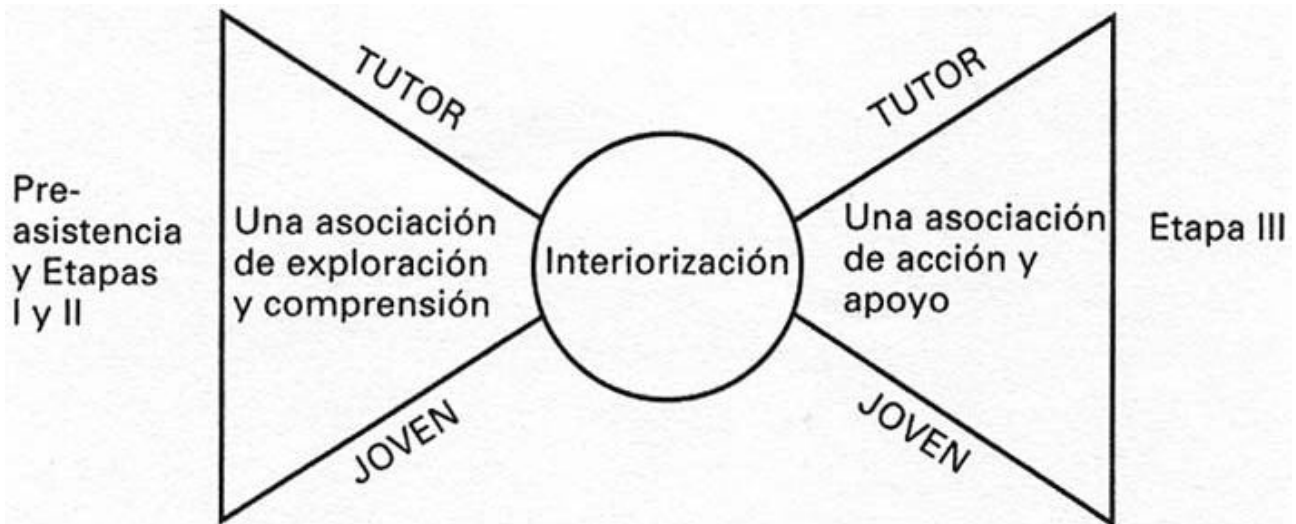 TUTOR
TUTOR
Pre-
asistencia
y Etapas
I y II
Una asociación
de exploración
y comprensión
Interiorización
Una asociación
de acción y
apoyo
Etapa III
JOVEN
JOVEN